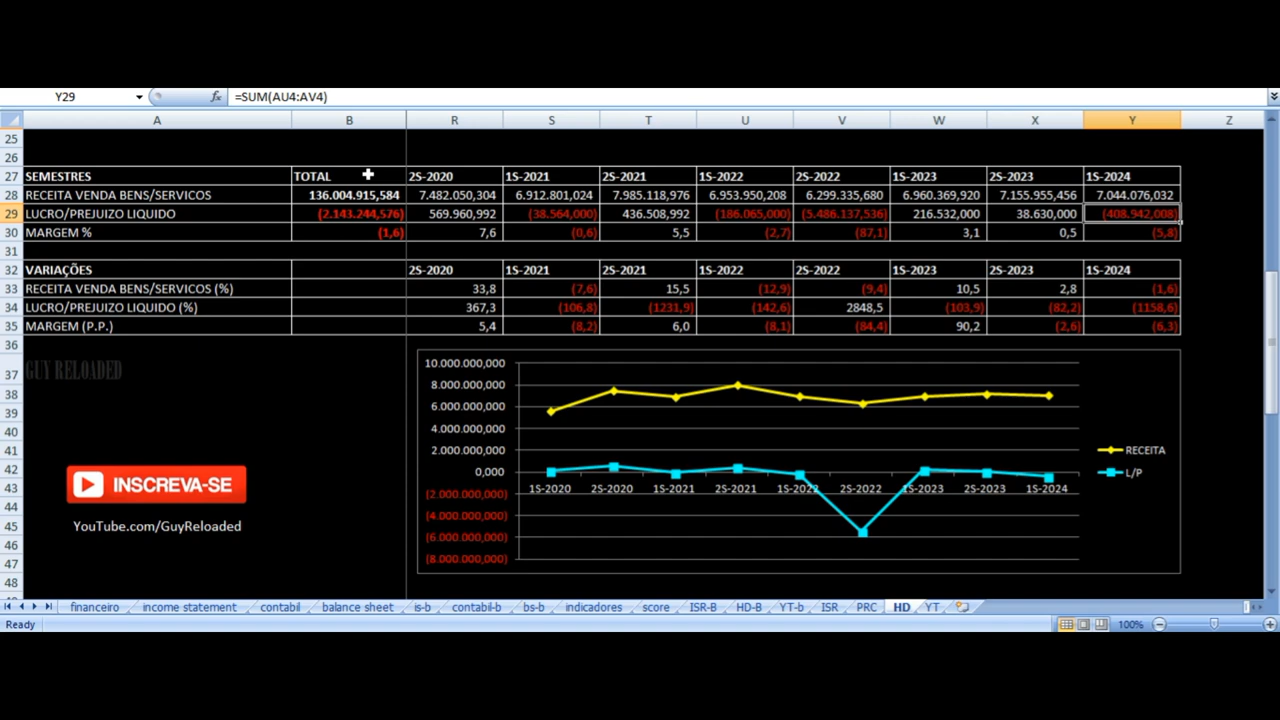 Y29 fx =SUM(AU4:AV4)
A B R S T U V W X Y Z
25
26
27 SEMESTRES TOTAL 2S-2020 1S-2021 2S-2021 1S-2022 2S-2022 1S-2023 2S-2023 1S-2024
28 RECEITA VENDA BENS/SERVICOS 136.004.915,584 7.482.050,304 6.912.801,024 7.985.118,976 6.953.950,208 6.299.335,680 6.960.369,920 7.155.955,456 7.044.076,032
29 LUCRO/PREJUIZO LIQUIDO (2.143.244,576) 569.960,992 (38.564,000) 436.508,992 (186.065,000) (5.486.137,536) 216.532,000 38.630,000 (408.942,008)
30 MARGEM % (1,6) 7,6 (0,6) 5,5 (2,7) (87,1) 3,1 0,5 (5,8)
31
32 VARIAÇÕES 2S-2020 1S-2021 2S-2021 1S-2022 2S-2022 1S-2023 2S-2023 1S-2024
33 RECEITA VENDA BENS/SERVICOS (%) 33,8 (7,6) 15,5 (12,9) (9,4) 10,5 2,8 (1,6)
34 LUCRO/PREJUIZO LIQUIDO (%) 367,3 (106,8) (1231,9) (142,6) 2848,5 (103,9) (82,2) (1158,6)
35 MARGEM (P.P.) 5,4 (8,2) 6,0 (8,1) (84,4) 90,2 (2,6) (6,3)
36
37 GUY RELOADED
38
39
40
41
42
43
44
45
46
47
48
10.000.000,000
8.000.000,000
6.000.000,000
4.000.000,000
2.000.000,000
0,000
(2.000.000,000)
(4.000.000,000)
(6.000.000,000)
(8.000.000,000)
1S-2020 2S-2020 1S-2021 2S-2021 1S-2022 2S-2022 1S-2023 2S-2023 1S-2024
RECEITA
L/P
INSCREVA-SE
YouTube.com/GuyReloaded
financeiro income statement contabil balance sheet is-b contabil-b bs-b indicadores score ISR-B HD-B YT-b ISR PRC HD YT
Ready 100%